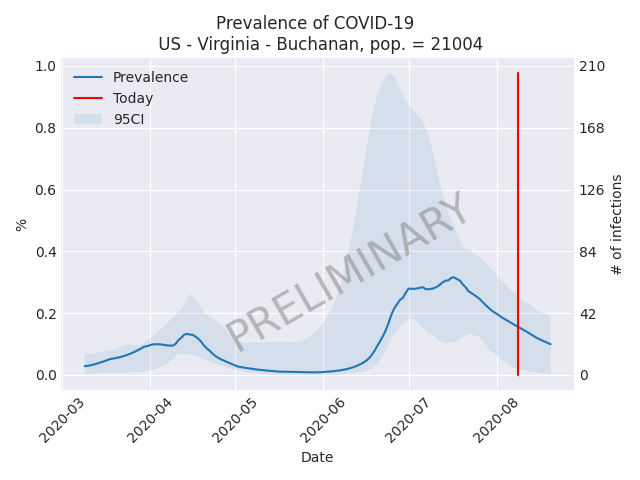 Prevalence of COVID-19
US - Virginia - Buchanan, pop. = 21004
1.0
0.8
0.6
0.4
0.2
0.0
%
210
168
126
84
42
0
# of infections
Prevalence
Today
95CI
PRELIMINARY
2020-03
2020-04
2020-05
2020-06
2020-07
2020-08
Date